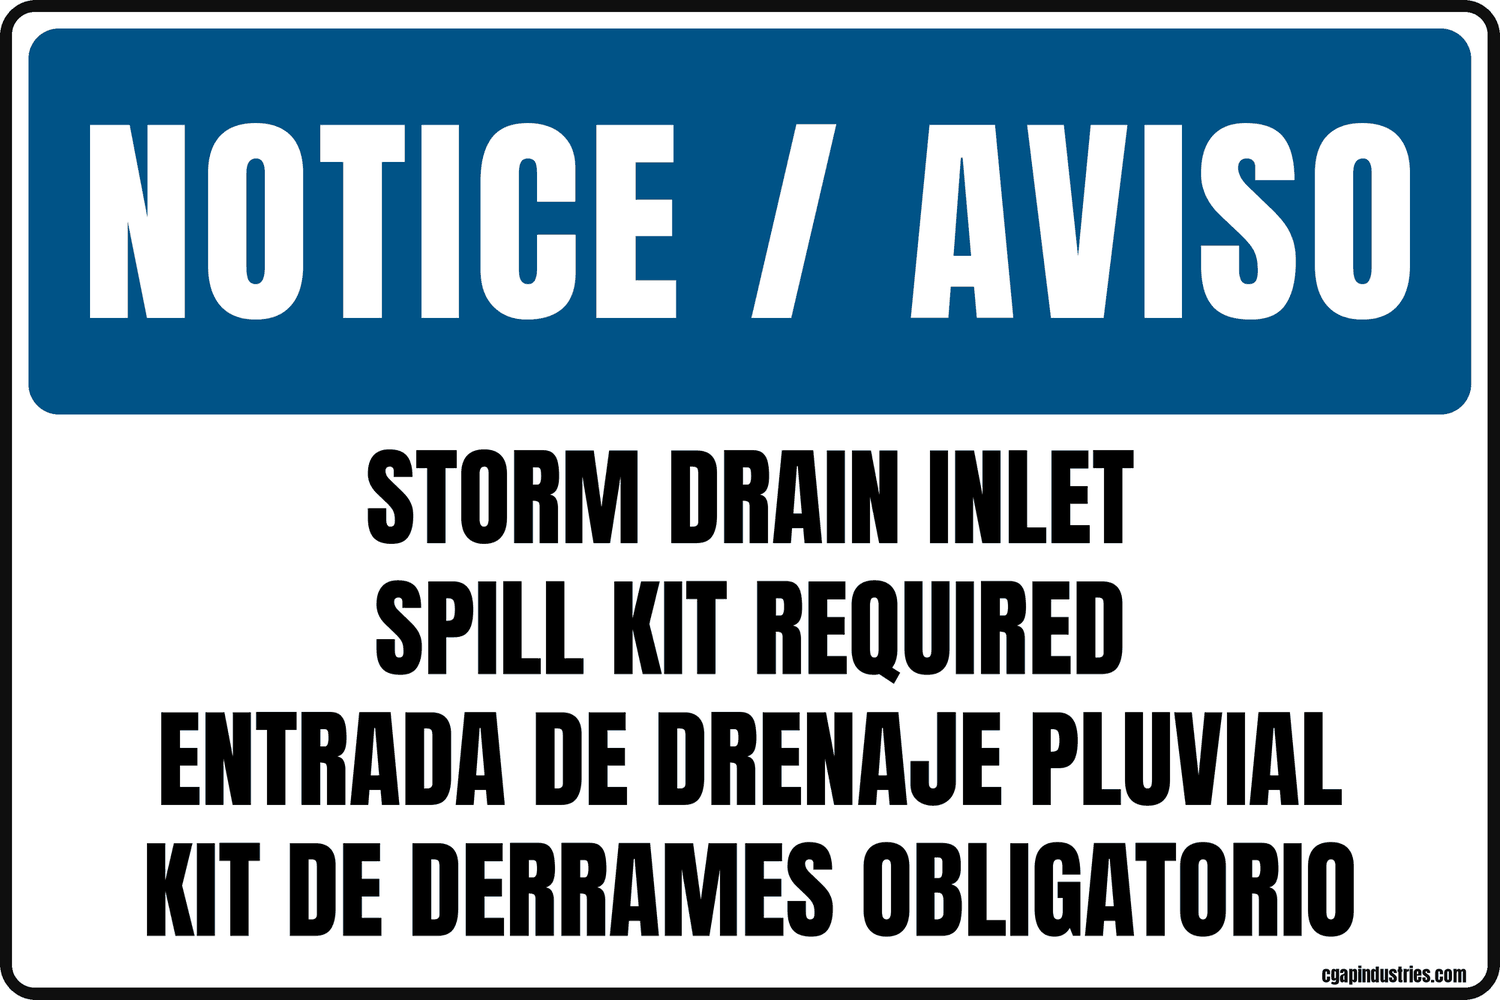 NOTICE / AVISO
STORM DRAIN INLET
SPILL KIT REQUIRED
ENTRADA DE DRENAJE PLUVIAL
KIT DE DERRAMES OBLIGATORIO
cgapindustries.com